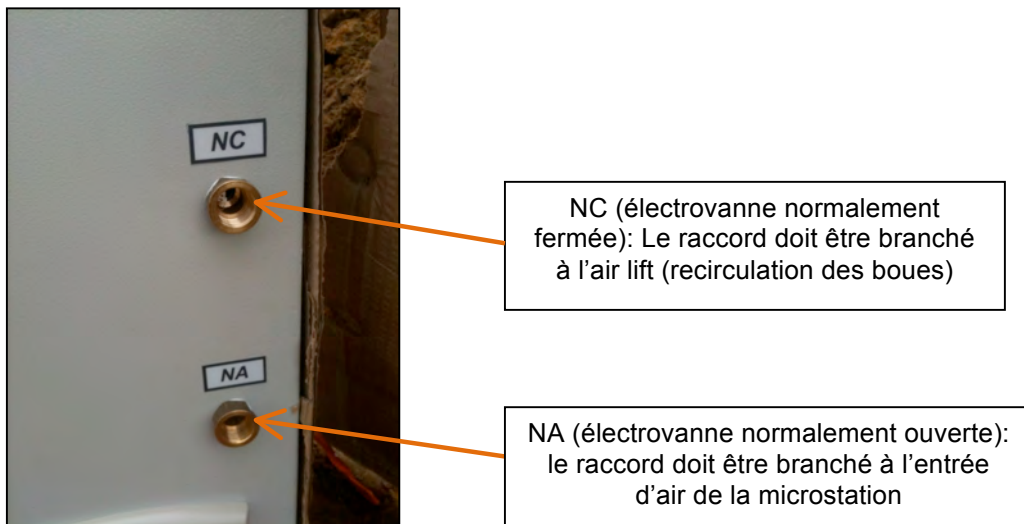 NC
NC (électrovanne normalement
fermée): Le raccord doit être branché
à l’air lift (recirculation des boues)
NA
NA (électrovanne normalement ouverte):
le raccord doit être branché à l’entrée
d’air de la microstation